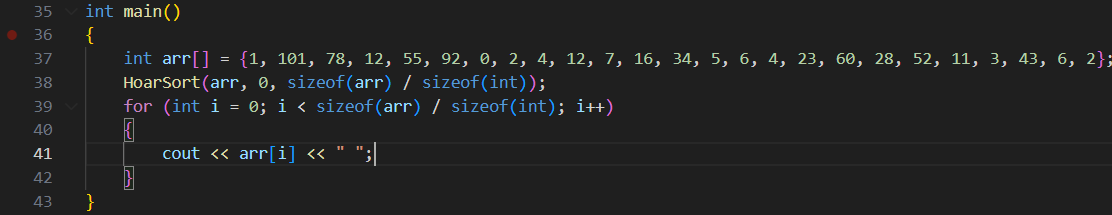 35 int main()
36 {
37     int arr[] = {1, 101, 78, 12, 55, 92, 0, 2, 4, 12, 7, 16, 34, 5, 6, 4, 23, 60, 28, 52, 11, 3, 43, 6, 2};
38     HoarSort(arr, 0, sizeof(arr) / sizeof(int));
39     for (int i = 0; i < sizeof(arr) / sizeof(int); i++)
40     {
41         cout << arr[i] << " ";
42     }
43 }